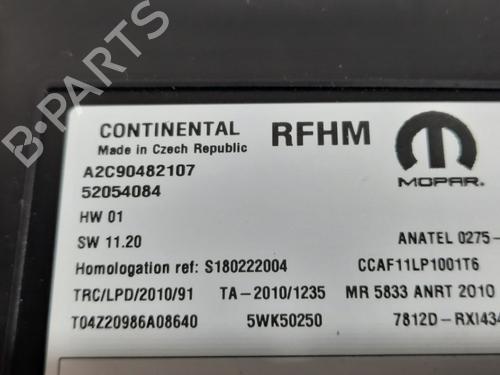 CONTINENTAL RFHM
Made in Czech Republic
MOPAR.
A2C90482107
52054084
HW 01
SW 11.20 ANATEL 0275-
Homologation ref: S180222004 CCAF11LP1001T6
TRC/LPD/2010/91 TA-2010/1235 MR 5833 ANRT 2010
T04Z20986A08640 5WK50250 7812D-RXI434
B-PARTS